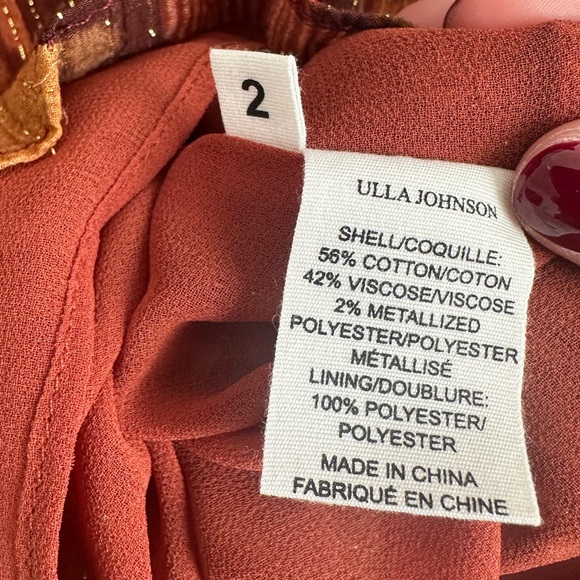 2
ULLA JOHNSON
SHELL/COQUILLE:
56% COTTON/COTON
42% VISCOSE/VISCOSE
2% METALLIZED
POLYESTER/POLYESTER
MÉTALLISÉ
LINING/DOUBLURE:
100% POLYESTER/
POLYESTER
MADE IN CHINA
FABRIQUÉ EN CHINE